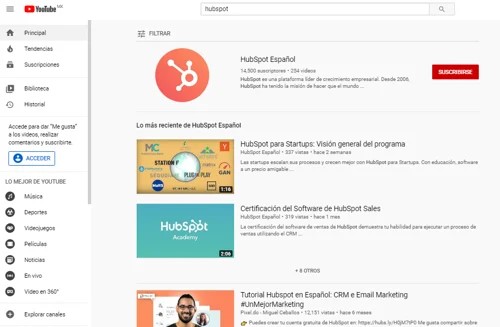 YouTube
hubspot
Principal
Tendencias
Suscripciones
Biblioteca
Historial
Accede para dar "Me gusta"
a los videos, realizar
comentarios y suscribirte.
ACCEDER
LO MEJOR DE YOUTUBE
Música
Deportes
Videojuegos
Películas
Noticias
En vivo
Video en 360°
Explorar canales
FILTRAR
HubSpot Español
14,500 suscriptores • 254 videos
HubSpot es una plataforma líder de crecimiento empresarial. Desde 2006,
HubSpot ha tenido la misión de hacer que el mundo ...
SUSCRIBIRSE
Lo más reciente de HubSpot Español
STATION F
GAN
1:16
HubSpot para Startups: Visión general del programa
HubSpot Español • 337 vistas • hace 2 semanas
Las startups escalan sus procesos y crecen mejor con HubSpot para Startups. Con educación, software
a un precio amigable ...
HubSpot
Academy
2:06
Certificación del Software de HubSpot Sales
HubSpot Español • 319 vistas • hace 1 mes
La certificación del software de ventas de HubSpot demuestra tu habilidad para ejecutar un proceso de
ventas utilizando el CRM ...
+ 8 OTROS
Tutorial Hubspot en Español: CRM e Email Marketing
#UnMejorMarketing
Pixel.do - Miguel Ceballos • 12,151 vistas • hace 6 meses
Puedes crear tu cuenta gratuita de HubSpot en
Me gusta compartir sobre